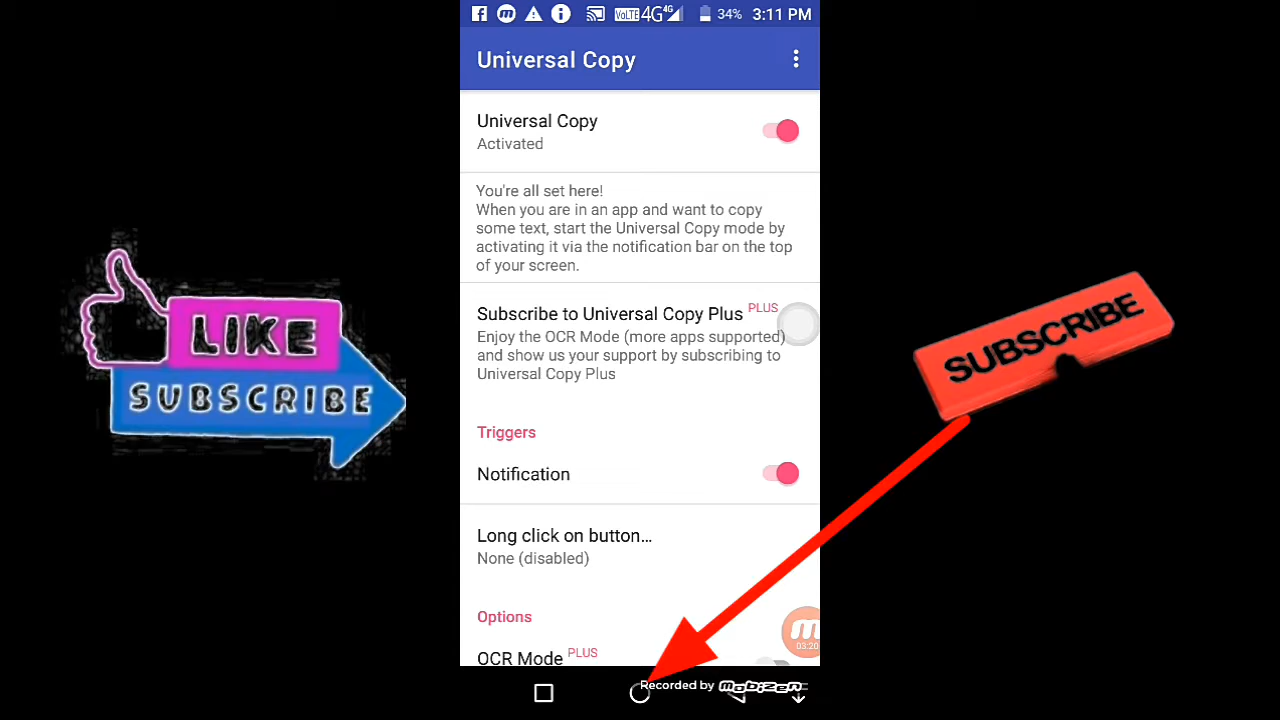 VoLTE 4G 4G 34% 3:11 PM
Universal Copy
Universal Copy
Activated
You're all set here!
When you are in an app and want to copy
some text, start the Universal Copy mode by
activating it via the notification bar on the top
of your screen.
Subscribe to Universal Copy Plus PLUS
Enjoy the OCR Mode (more apps supported)
and show us your support by subscribing to
Universal Copy Plus
Triggers
Notification
Long click on button...
None (disabled)
Options
OCR Mode PLUS
03:20
Recorded by mobizen
LIKE
SUBSCRIBE
SUBSCRIBE